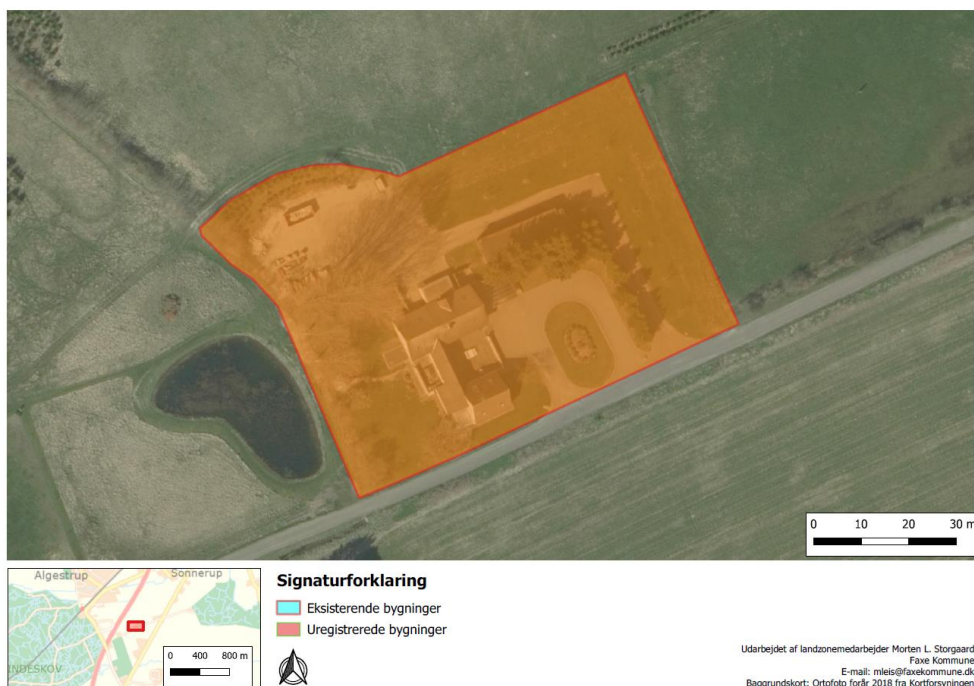 0 10 20 30 m
Algestrup Sonnerup
INDESKOV
0 400 800 m
Signaturforklaring
Eksisterende bygninger
Uregistrerede bygninger
Udarbejdet af landzonemedarbejder Morten L. Storgaard
Faxe Kommune
E-mail: mleis@faxekommune.dk
Baggrundskort: Ortofoto forår 2018 fra Kortforsyningen